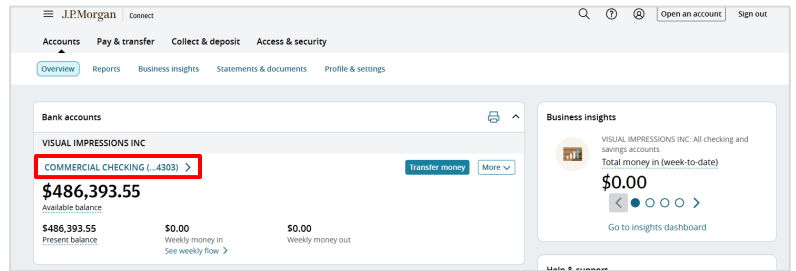 J.P.Morgan | Connect
Open an account
Sign out
Accounts Pay & transfer Collect & deposit Access & security
Overview Reports Business insights Statements & documents Profile & settings
Bank accounts
VISUAL IMPRESSIONS INC
COMMERCIAL CHECKING (...4303)
Transfer money More
$486,393.55
Available balance
$486,393.55 $0.00 $0.00
Present balance Weekly money in Weekly money out
See weekly flow
Business insights
VISUAL IMPRESSIONS INC: All checking and
savings accounts
Total money in (week-to-date)
$0.00
Go to insights dashboard
Help & support